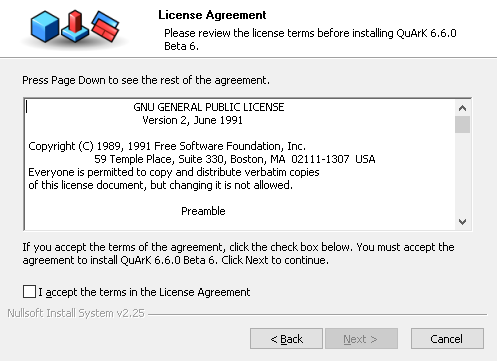 License Agreement
Please review the license terms before installing QuArK 6.6.0
Beta 6.
Press Page Down to see the rest of the agreement.
GNU GENERAL PUBLIC LICENSE
Version 2, June 1991
Copyright (C) 1989, 1991 Free Software Foundation, Inc.
59 Temple Place, Suite 330, Boston, MA  02111-1307  USA
Everyone is permitted to copy and distribute verbatim copies
of this license document, but changing it is not allowed.
Preamble
If you accept the terms of the agreement, click the check box below. You must accept the
agreement to install QuArK 6.6.0 Beta 6. Click Next to continue.
I accept the terms in the License Agreement
Nullsoft Install System v2.25
< Back
Next >
Cancel